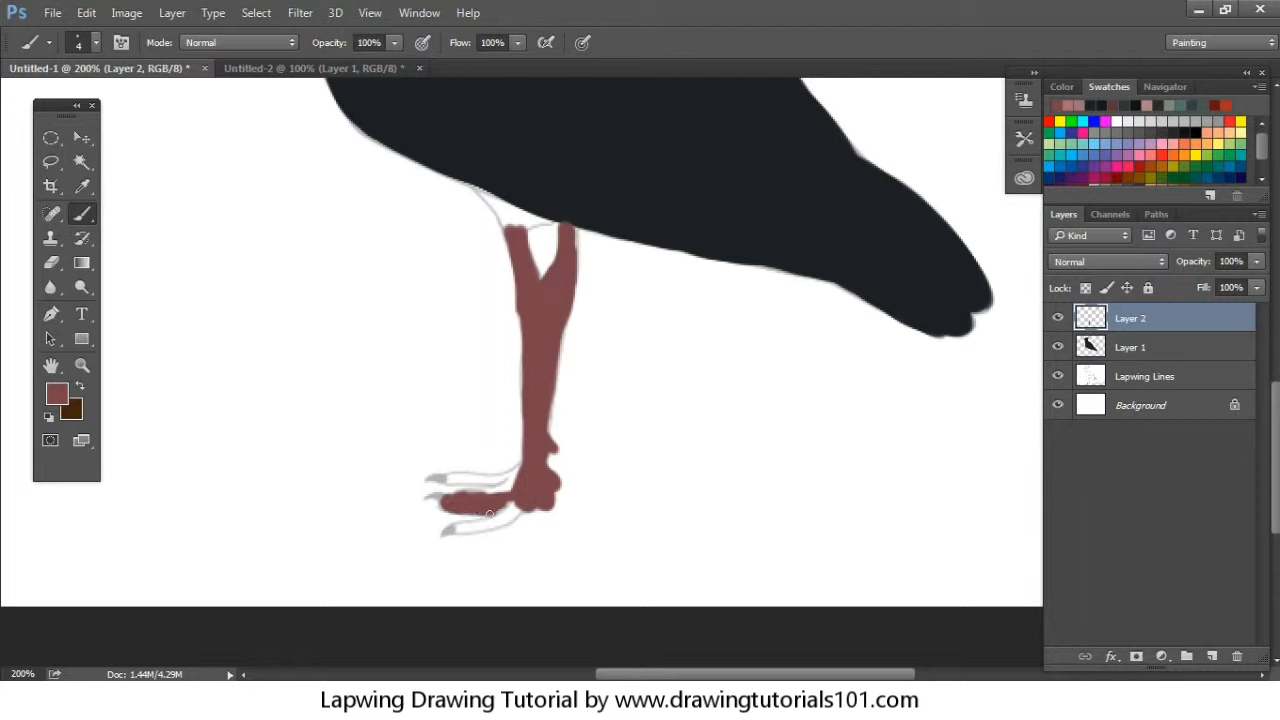 Ps File Edit Image Layer Type Select Filter 3D View Window Help
4 Mode: Normal Opacity: 100% Flow: 100% Painting
Untitled-1 @ 200% (Layer 2, RGB/8) * × Untitled-2 @ 100% (Layer 1, RGB/8) * ×
Color Swatches Navigator
Layers Channels Paths
Kind
Normal Opacity: 100%
Lock: Fill: 100%
Layer 2
Layer 1
Lapwing Lines
Background
200% Doc: 1.44M/4.29M
Lapwing Drawing Tutorial by www.drawingtutorials101.com